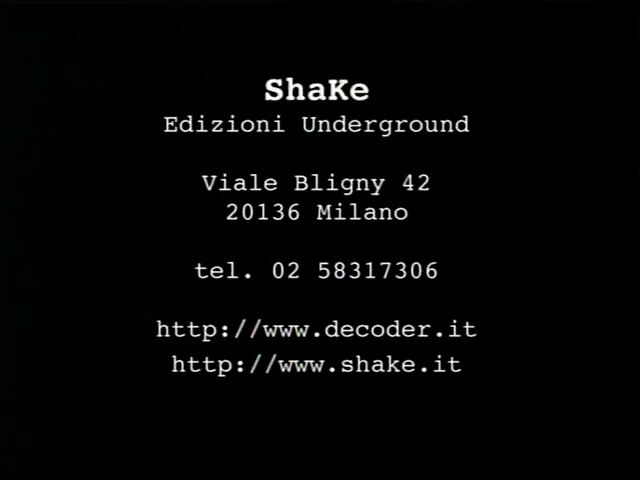 ShaKe
Edizioni Underground
Viale Bligny 42
20136 Milano
tel. 02 58317306
http://www.decoder.it
http://www.shake.it